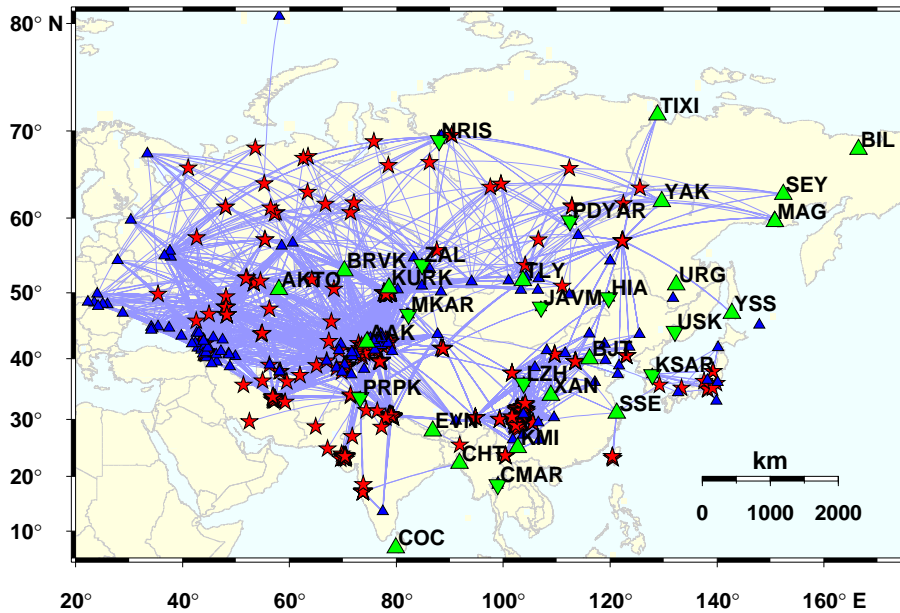 80° N
TIXI
NRIS
70°
BIL
SEY
YAK
MAG
PDYAR
60°
ZAL
BRVK
TLY
URG
AKTO
KURK
HIA
50°
JAVM
YSS
MKAR
USK
AAK
BJT
40°
KSAR
LZH
PRPK
XAN
SSE
EVN
30°
KMI
CHT
km
CMAR
20°
0 1000 2000
10°
COC
20° 40° 60° 80° 100° 120° 140° 160° E